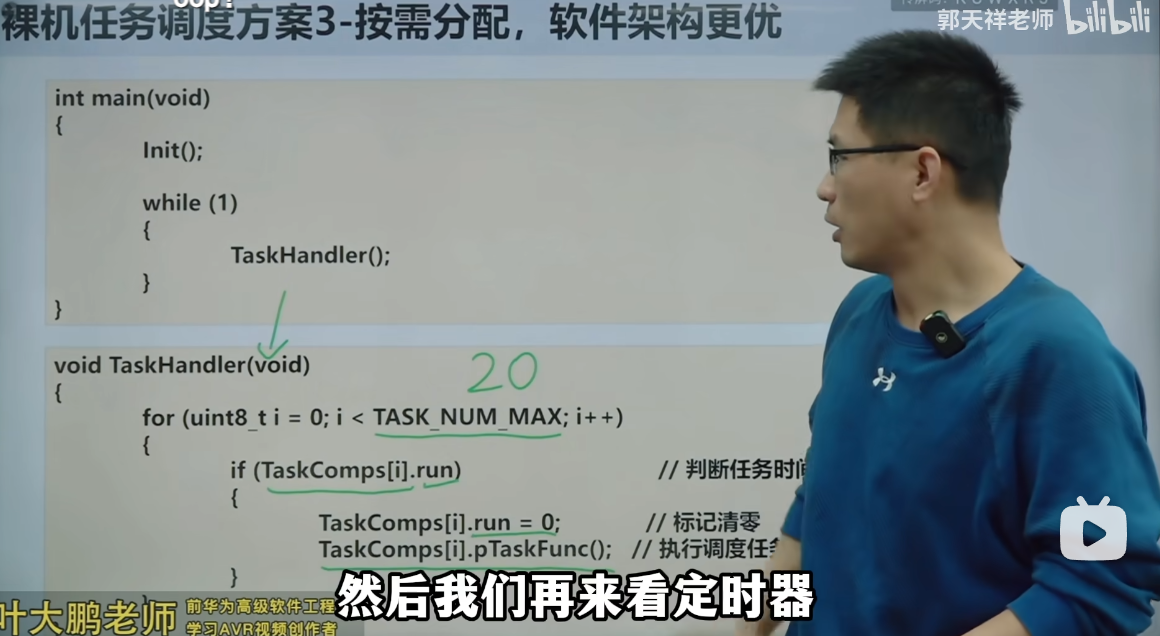 oop?
裸机任务调度方案3-按需分配，软件架构更优
郭天祥老师 bilibili
int main(void)
{
Init();
while (1)
{
TaskHandler();
}
}
void TaskHandler(void)
20
{
for (uint8_t i = 0; i < TASK_NUM_MAX; i++)
{
if (TaskComps[i].run) // 判断任务时间
{
TaskComps[i].run = 0; // 标记清零
TaskComps[i].pTaskFunc(); // 执行调度任务
}
然后我们再来看定时器
叶大鹏老师 前华为高级软件工程
学习AVR视频创作者